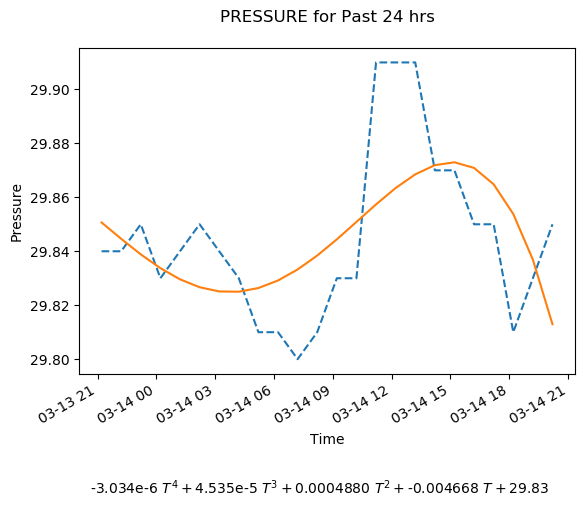 PRESSURE for Past 24 hrs
29.90
29.88
29.86
29.84
29.82
29.80
Pressure
03-13 21 03-14 00 03-14 03 03-14 06 03-14 09 03-14 12 03-14 15 03-14 18 03-14 21
Time
-3.034e-6 T⁴ + 4.535e-5 T³ + 0.0004880 T² + -0.004668 T + 29.83